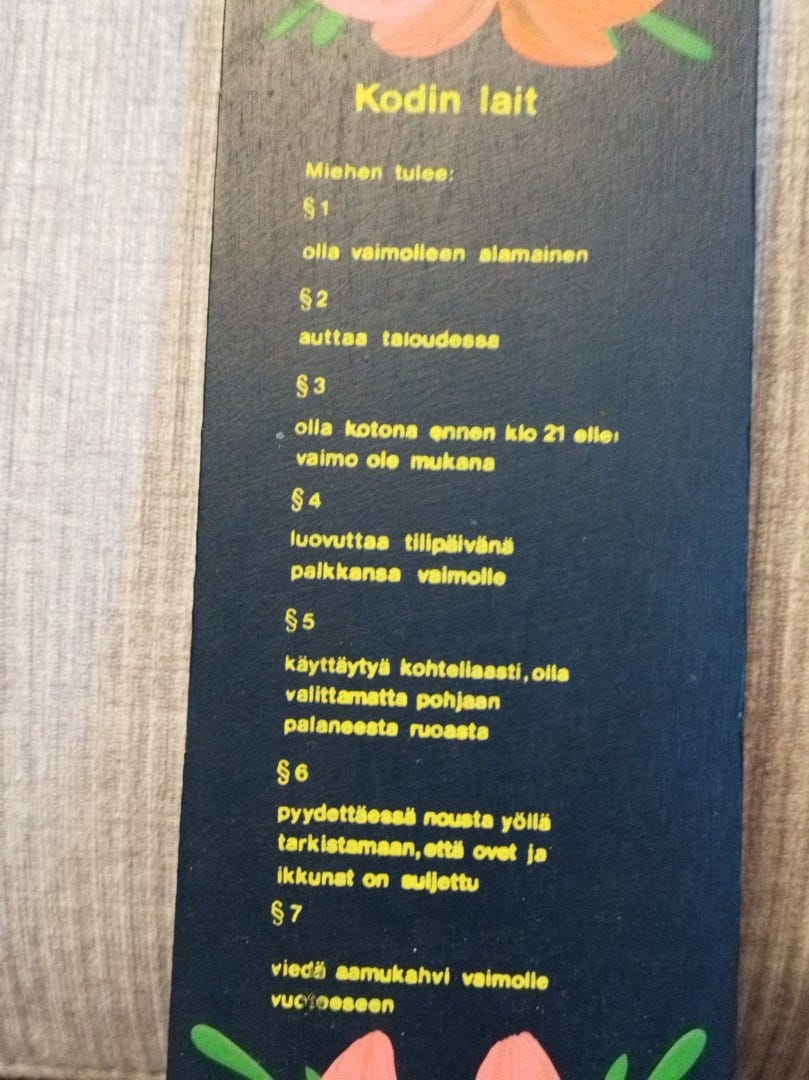 Kodin lait
Miehen tulee:
§ 1
olla vaimolleen alamainen
§ 2
auttaa taloudessa
§ 3
olla kotona ennen klo 21 ellei
vaimo ole mukana
§ 4
luovuttaa tilipäivänä
palkkansa vaimolle
§ 5
käyttäytyä kohteliaasti, olla
valittamatta pohjaan
palaneesta ruoasta
§ 6
pyydettäessä nousta yöllä
tarkistamaan, että ovet ja
ikkunat on suljettu
§ 7
viedä aamukahvi vaimolle
vuoteeseen